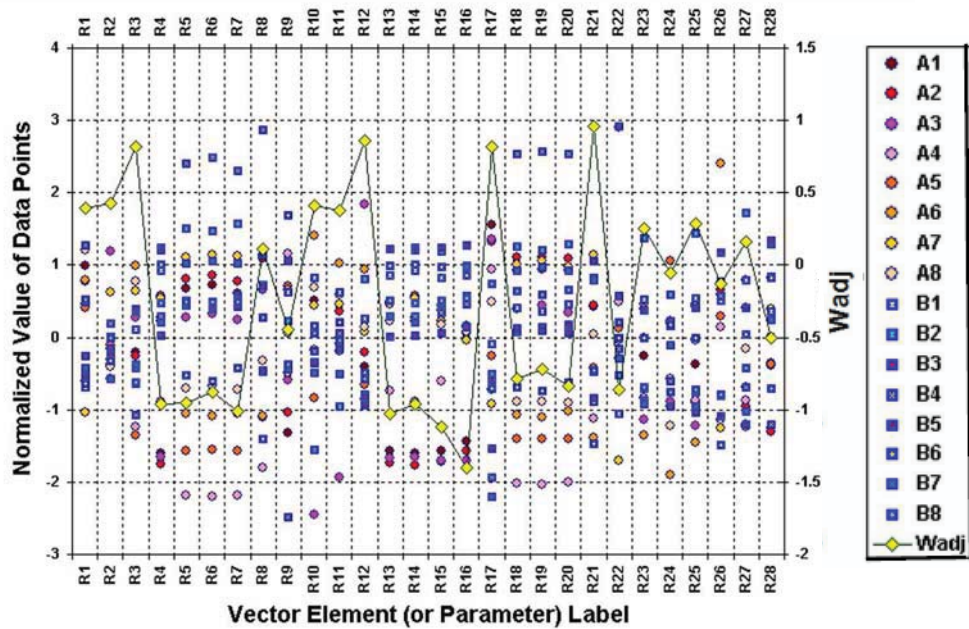 R1 R2 R3 R4 R5 R6 R7 R8 R9 R10 R11 R12 R13 R14 R15 R16 R17 R18 R19 R20 R21 R22 R23 R24 R25 R26 R27 R28
4
3
2
1
0
-1
-2
-3
Normalized Value of Data Points
1.5
1
0.5
0
-0.5
-1
-1.5
-2
Wadj
R1 R2 R3 R4 R5 R6 R7 R8 R9 R10 R11 R12 R13 R14 R15 R16 R17 R18 R19 R20 R21 R22 R23 R24 R25 R26 R27 R28
Vector Element (or Parameter) Label
A1
A2
A3
A4
A5
A6
A7
A8
B1
B2
B3
B4
B5
B6
B7
B8
Wadj